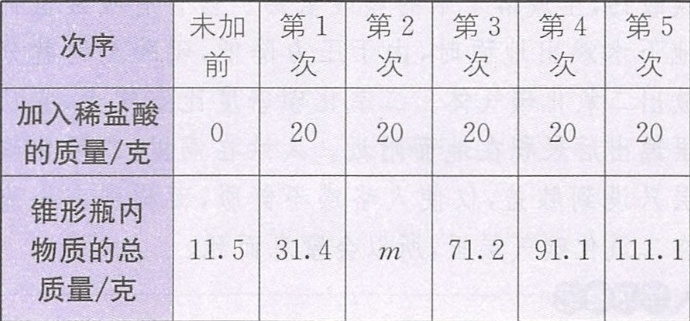 次序 未加前 第1次 第2次 第3次 第4次 第5次
加入稀盐酸的质量/克 0 20 20 20 20 20
锥形瓶内物质的总质量/克 11.5 31.4 m 71.2 91.1 111.1